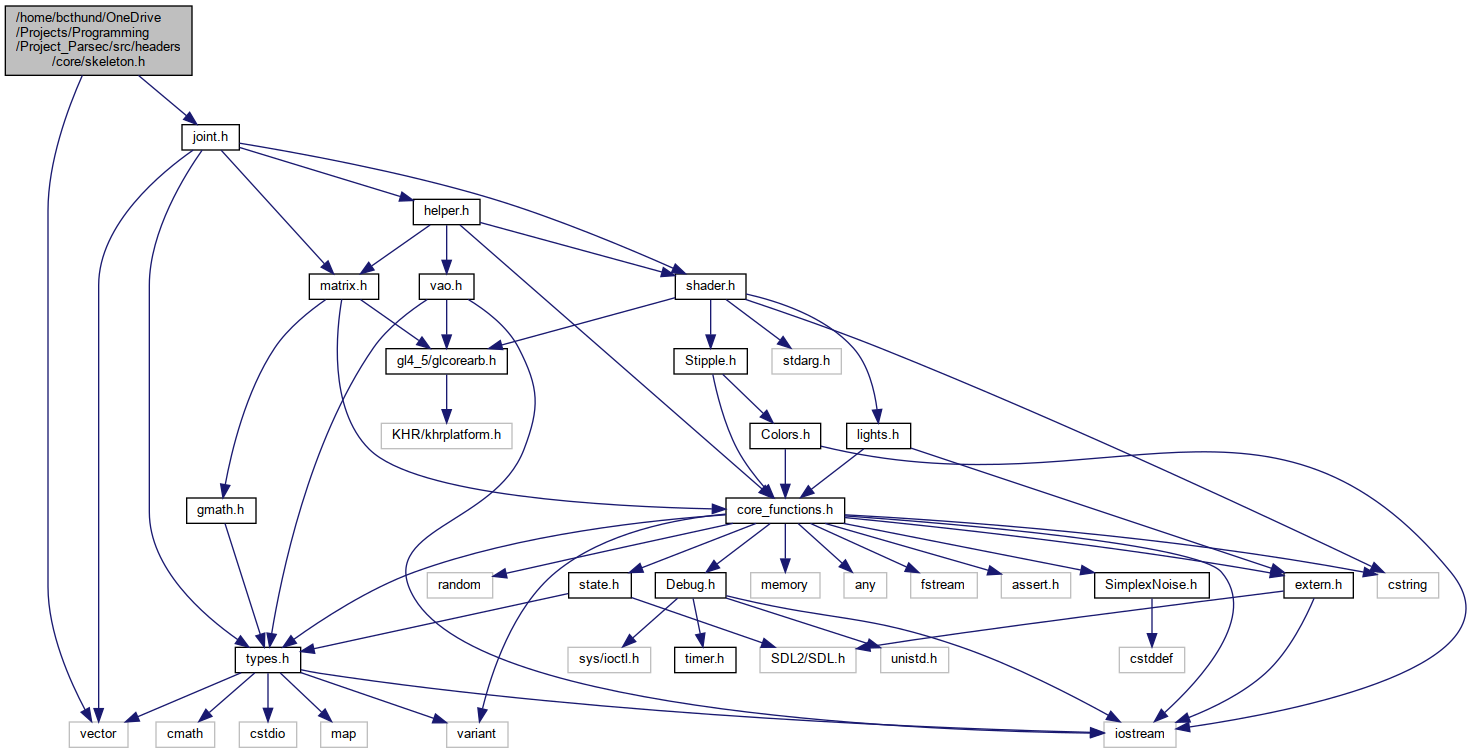 /home/bcthund/OneDrive
/Projects/Programming
/Project_Parsec/src/headers
/core/skeleton.h
joint.h
helper.h
matrix.h
vao.h
shader.h
gl4_5/glcorearb.h
Stipple.h
stdarg.h
KHR/khrplatform.h
Colors.h
lights.h
gmath.h
core_functions.h
random
state.h
Debug.h
memory
any
fstream
assert.h
SimplexNoise.h
extern.h
cstring
types.h
sys/ioctl.h
timer.h
SDL2/SDL.h
unistd.h
cstddef
vector
cmath
cstdio
map
variant
iostream